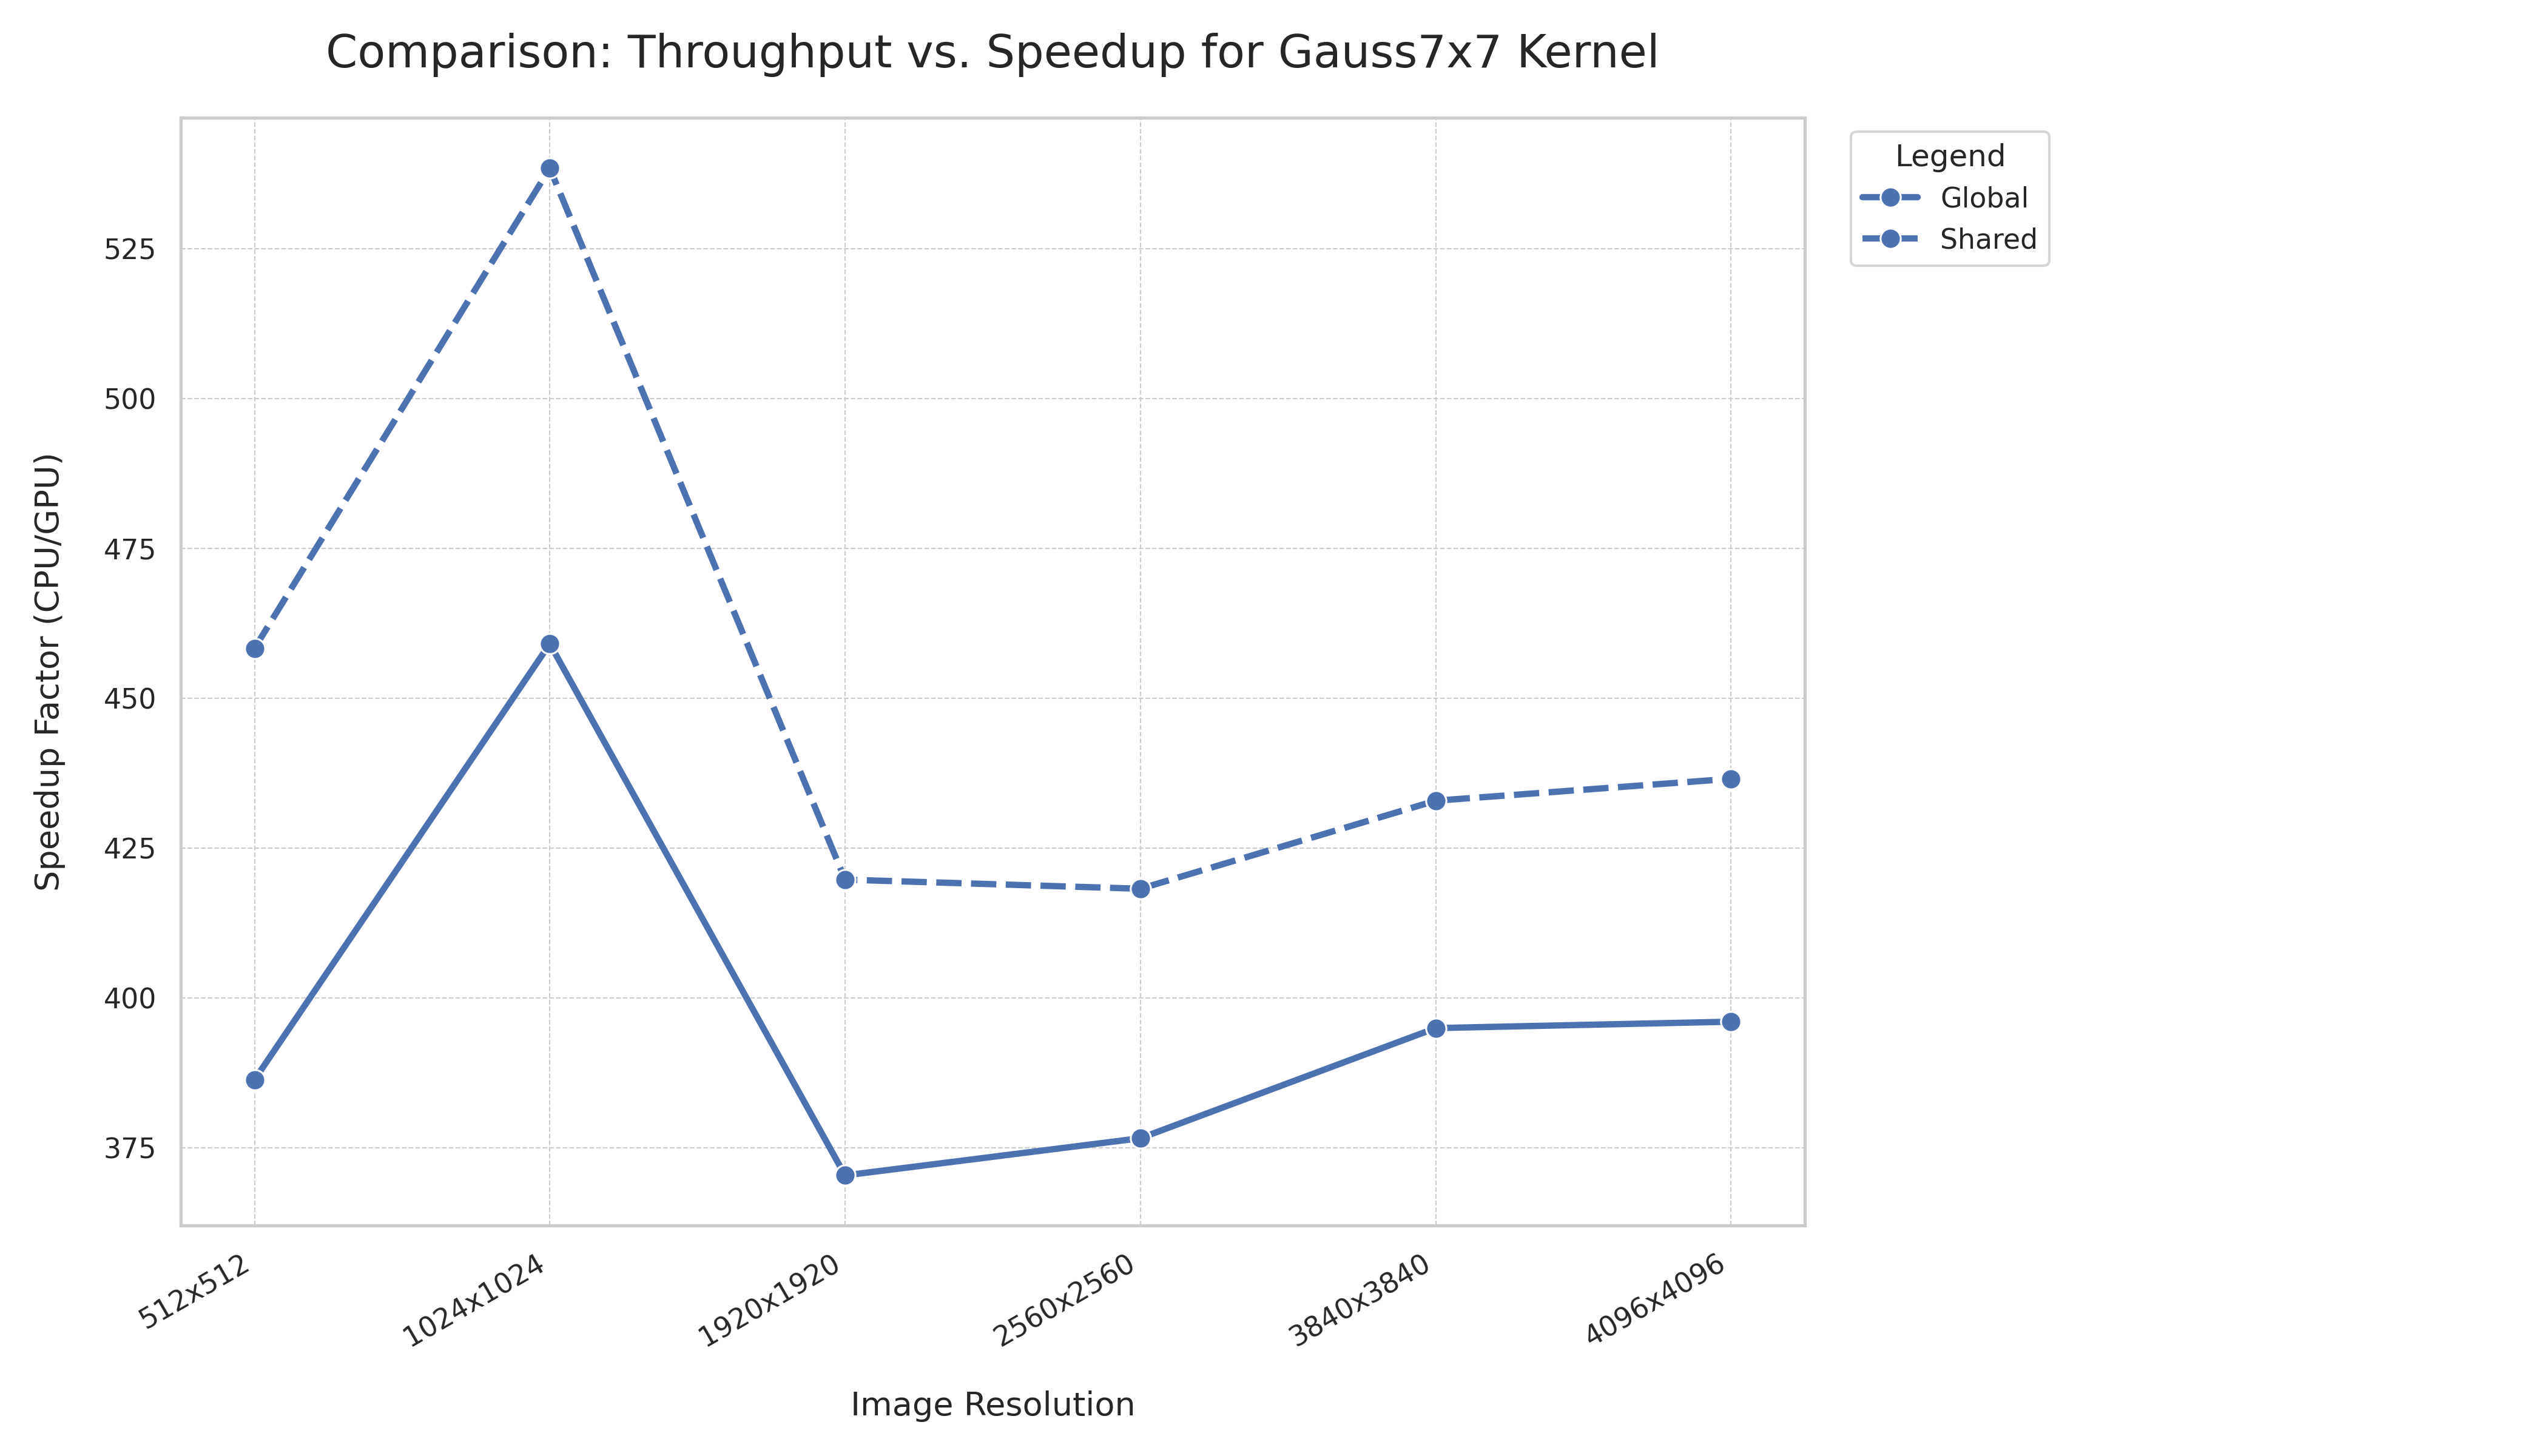 Comparison: Throughput vs. Speedup for Gauss7x7 Kernel
Legend
Global
Shared
Speedup Factor (CPU/GPU)
525
500
475
450
425
400
375
512x512
1024x1024
1920x1920
2560x2560
3840x3840
4096x4096
Image Resolution